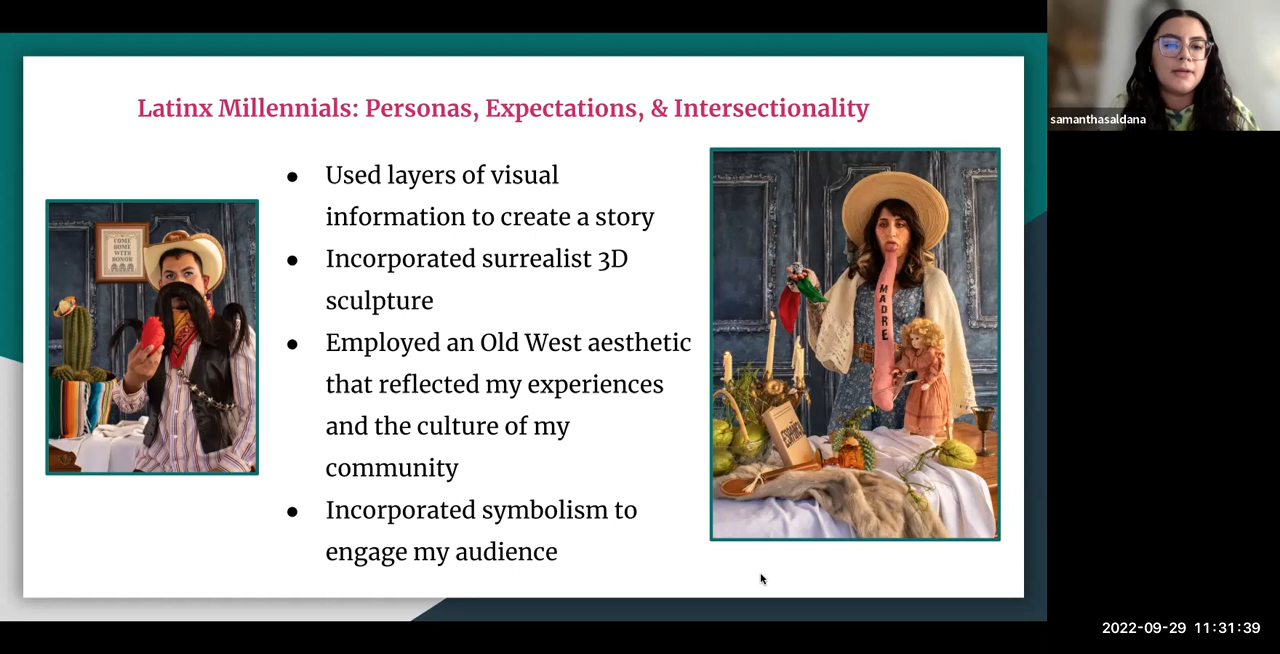 Latinx Millennials: Personas, Expectations, & Intersectionality
● Used layers of visual
information to create a story
● Incorporated surrealist 3D
sculpture
● Employed an Old West aesthetic
that reflected my experiences
and the culture of my
community
● Incorporated symbolism to
engage my audience
COME
HOME
WITH
HONOR
MADRE
samanthasaldana
2022-09-29 11:31:39